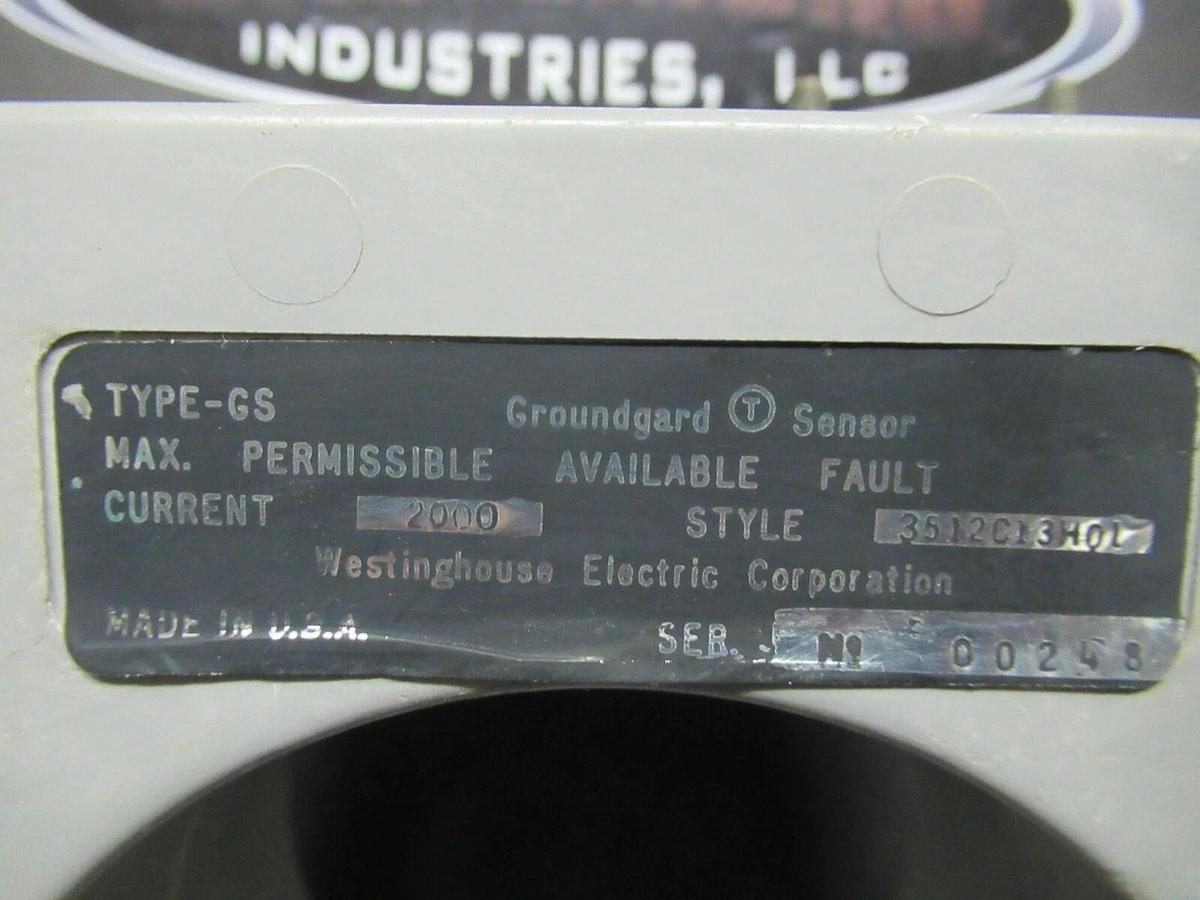 INDUSTRIES, LLC
TYPE-GS Groundgard Ⓣ Sensor
MAX. PERMISSIBLE AVAILABLE FAULT
CURRENT 2000 STYLE 3512C13H01
Westinghouse Electric Corporation
MADE IN U.S.A. SER. Nº 00248